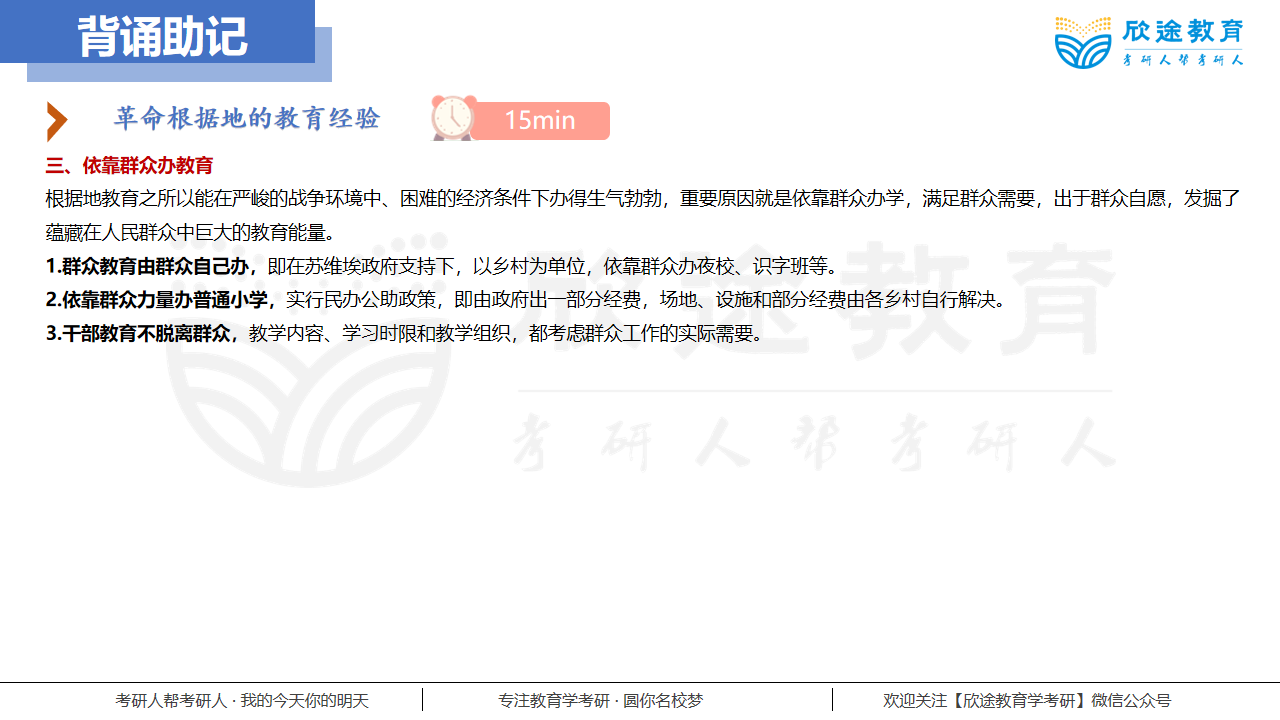 背诵助记
欣途教育
考研人帮考研人
革命根据地的教育经验
15min
三、依靠群众办教育
根据地教育之所以能在严峻的战争环境中、困难的经济条件下办得生气勃勃，重要原因就是依靠群众办学，满足群众需要，出于群众自愿，发掘了
蕴藏在人民群众中巨大的教育能量。
1.群众教育由群众自己办，即在苏维埃政府支持下，以乡村为单位，依靠群众办夜校、识字班等。
2.依靠群众力量办普通小学，实行民办公助政策，即由政府出一部分经费，场地、设施和部分经费由各乡村自行解决。
3.干部教育不脱离群众，教学内容、学习时限和教学组织，都考虑群众工作的实际需要。
欣途教育
考研人帮考研人
考研人帮考研人 · 我的今天你的明天
专注教育学考研 · 圆你名校梦
欢迎关注【欣途教育学考研】微信公众号